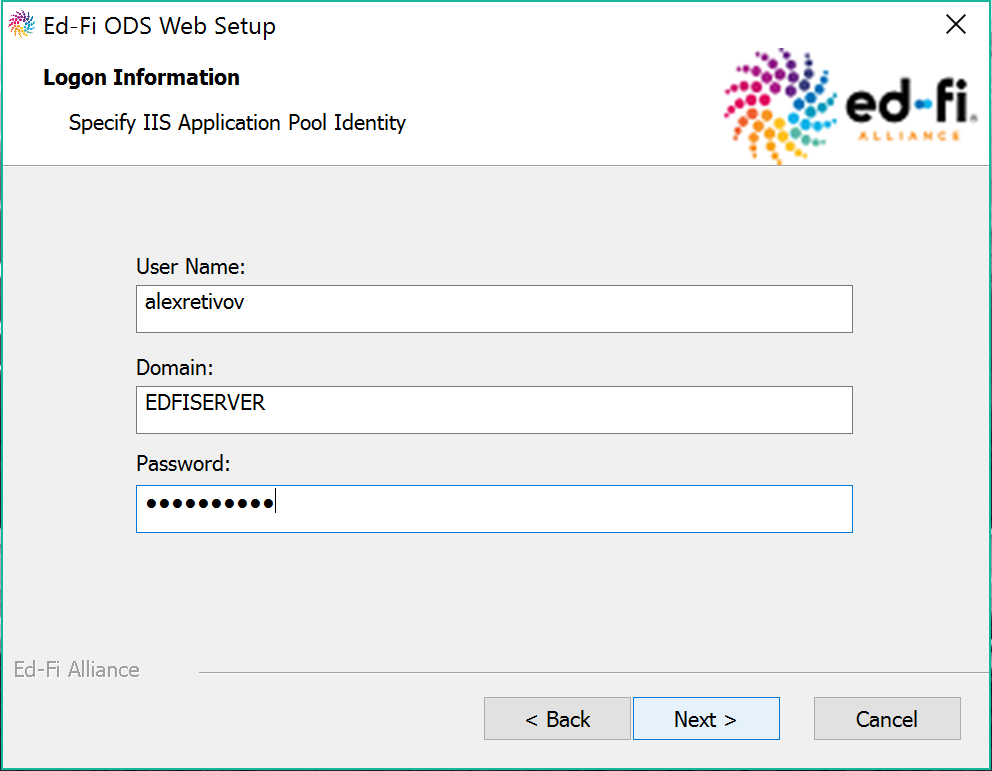 Ed-Fi ODS Web Setup
Logon Information
Specify IIS Application Pool Identity
ed-fi
ALLIANCE
User Name:
alexretivov
Domain:
EDFISERVER
Password:
●●●●●●●●●●
Ed-Fi Alliance
< Back
Next >
Cancel